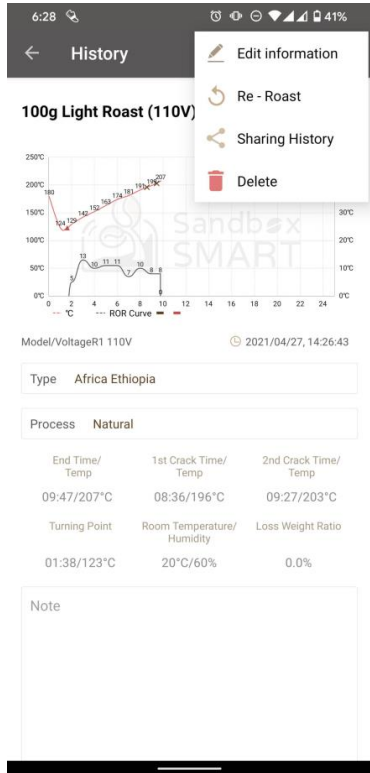 6:28
41%
History
Edit information
Re - Roast
Sharing History
Delete
100g Light Roast (110V)
250°C
200°C
150°C
100°C
50°C
0°C
30°C
20°C
10°C
0°C
180
124
129
142
152
163
174
181
191
196
207
5
13
10
11
11
7
10
8
8
0
Sandbox
SMART
0 2 4 6 8 10 12 14 16 18 20 22 24
°C ROR Curve
Model/VoltageR1 110V
2021/04/27, 14:26:43
Type Africa Ethiopia
Process Natural
End Time/ 1st Crack Time/ 2nd Crack Time/
Temp Temp Temp
09:47/207°C 08:36/196°C 09:27/203°C
Turning Point Room Temperature/ Loss Weight Ratio
Humidity
01:38/123°C 20°C/60% 0.0%
Note